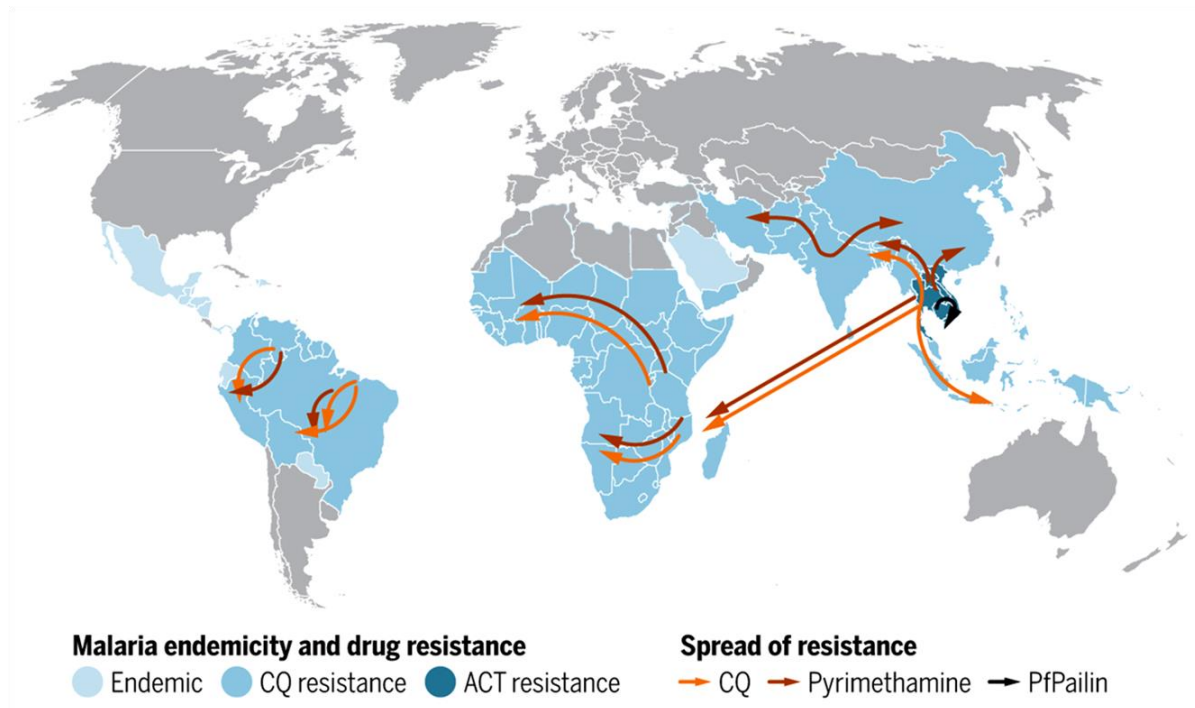 Malaria endemicity and drug resistance
Endemic CQ resistance ACT resistance
Spread of resistance
CQ Pyrimethamine PfPailin